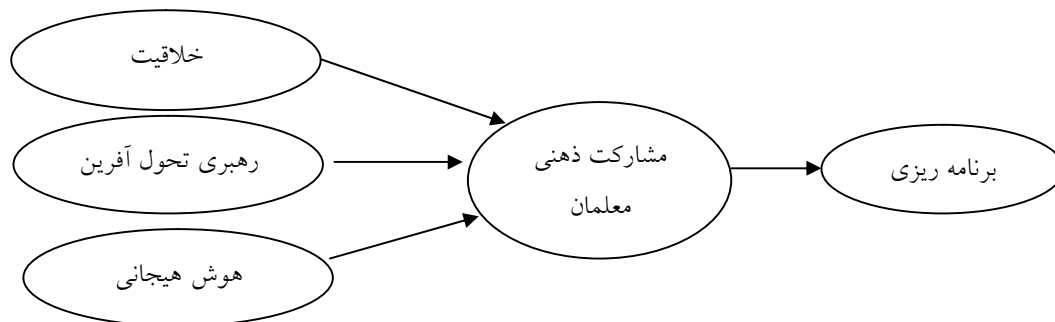 خلاقیت
رهبری تحول آفرین
هوش هیجانی
مشارکت ذهنی
معلمان
برنامه ریزی